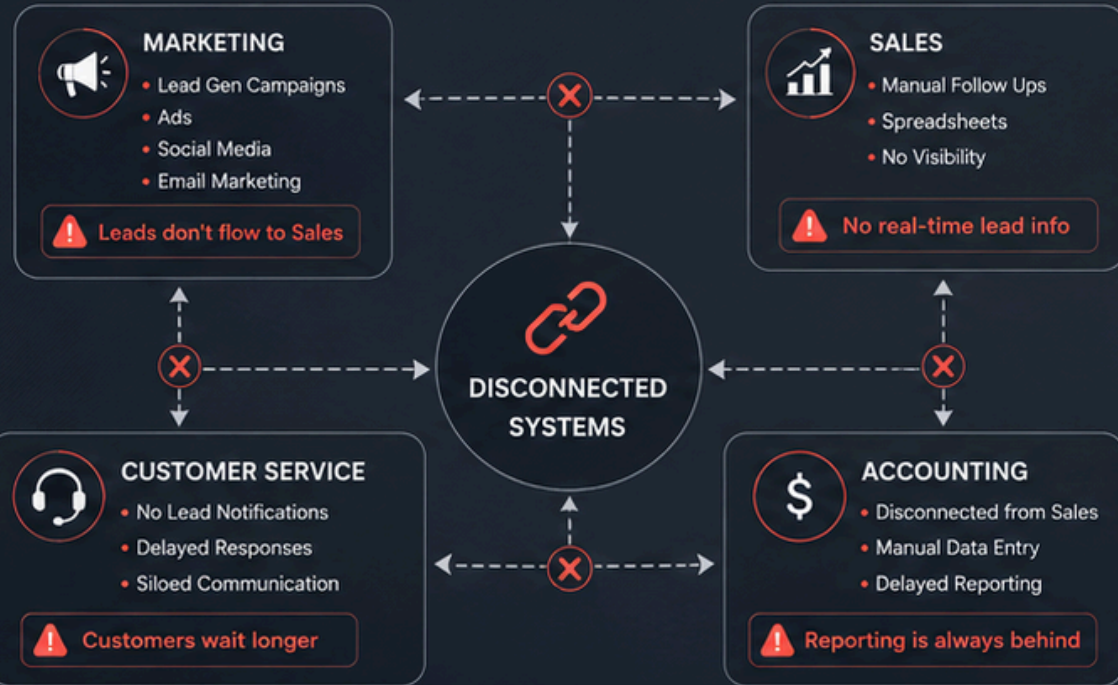 MARKETING
• Lead Gen Campaigns
• Ads
• Social Media
• Email Marketing
Leads don't flow to Sales
SALES
• Manual Follow Ups
• Spreadsheets
• No Visibility
No real-time lead info
DISCONNECTED
SYSTEMS
CUSTOMER SERVICE
• No Lead Notifications
• Delayed Responses
• Siloed Communication
Customers wait longer
ACCOUNTING
• Disconnected from Sales
• Manual Data Entry
• Delayed Reporting
Reporting is always behind